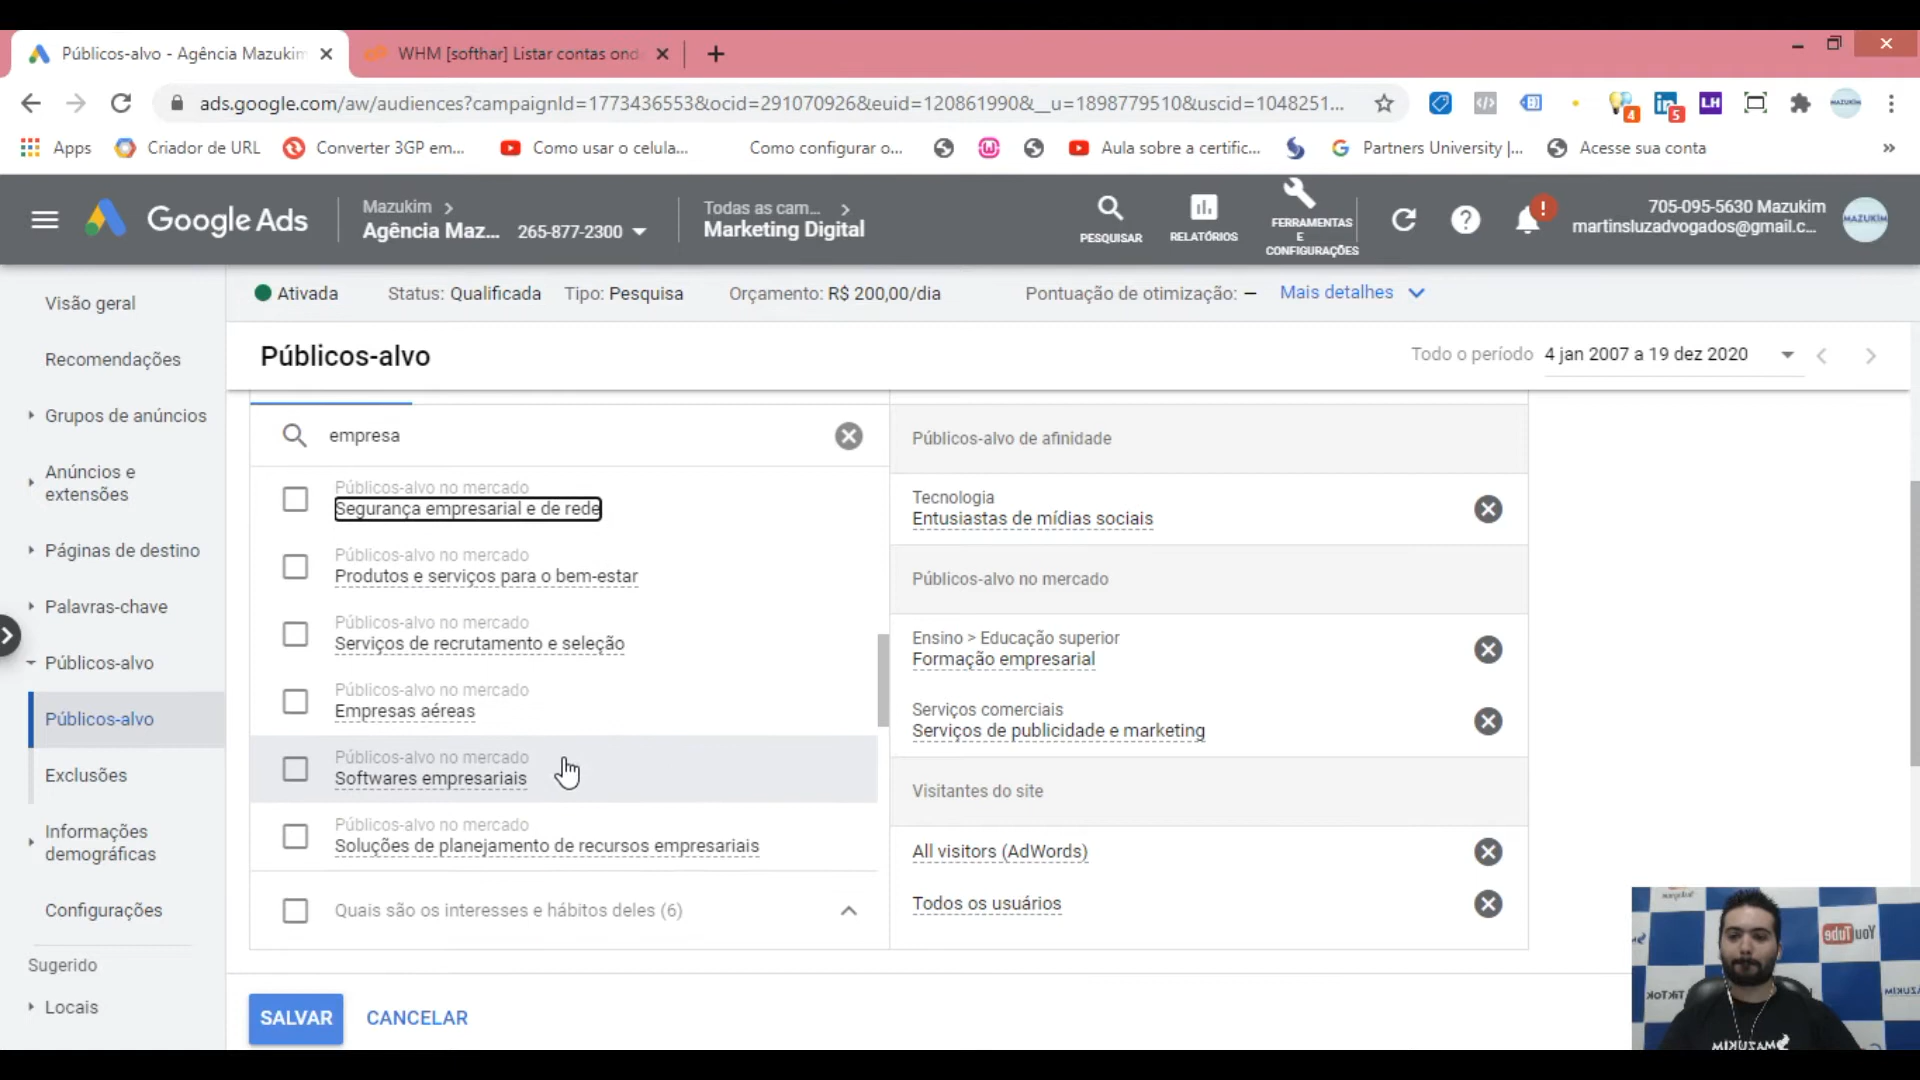 Públicos-alvo - Agência Mazukim
WHM [softhar] Listar contas ond
ads.google.com/aw/audiences?campaignId=1773436553&ocid=291070926&euid=120861990&__u=1898779510&uscid=1048251...
4
5
LH
MAZUKIM
Apps
Criador de URL
Converter 3GP em...
Como usar o celula...
Como configurar o...
Aula sobre a certific...
Partners University |...
Acesse sua conta
»
Google Ads
Mazukim
Agência Maz...
265-877-2300
Todas as cam...
Marketing Digital
PESQUISAR
RELATÓRIOS
FERRAMENTAS
E
CONFIGURAÇÕES
!
705-095-5630 Mazukim
martinsluzadvogados@gmail.c...
MAZUKIM
Ativada
Status: Qualificada
Tipo: Pesquisa
Orçamento: R$ 200,00/dia
Pontuação de otimização: —
Mais detalhes
Visão geral
Recomendações
Grupos de anúncios
Anúncios e
extensões
Páginas de destino
Palavras-chave
Públicos-alvo
Públicos-alvo
Exclusões
Informações
demográficas
Configurações
Sugerido
Locais
Públicos-alvo
Todo o período
4 jan 2007 a 19 dez 2020
empresa
Públicos-alvo no mercado
Segurança empresarial e de rede
Públicos-alvo no mercado
Produtos e serviços para o bem-estar
Públicos-alvo no mercado
Serviços de recrutamento e seleção
Públicos-alvo no mercado
Empresas aéreas
Públicos-alvo no mercado
Softwares empresariais
Públicos-alvo no mercado
Soluções de planejamento de recursos empresariais
Quais são os interesses e hábitos deles (6)
Públicos-alvo de afinidade
Tecnologia
Entusiastas de mídias sociais
Públicos-alvo no mercado
Ensino > Educação superior
Formação empresarial
Serviços comerciais
Serviços de publicidade e marketing
Visitantes do site
All visitors (AdWords)
Todos os usuários
SALVAR
CANCELAR
YouTube
TikTok
MAZUKIM